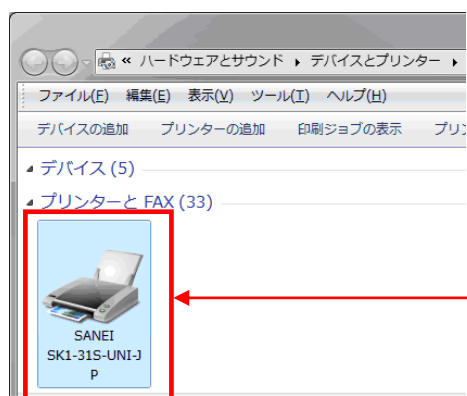 « ハードウェアとサウンド ▸ デバイスとプリンター ▸
ファイル(F) 編集(E) 表示(V) ツール(T) ヘルプ(H)
デバイスの追加 プリンターの追加 印刷ジョブの表示 プリン
デバイス (5)
プリンターと FAX (33)
SANEI
SK1-31S-UNI-J
P